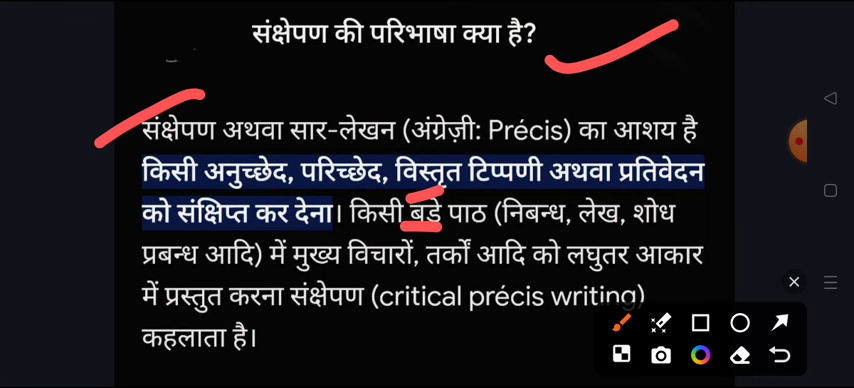 संक्षेपण की परिभाषा क्या है?
संक्षेपण अथवा सार-लेखन (अंग्रेज़ी: Précis) का आशय है
किसी अनुच्छेद, परिच्छेद, विस्तृत टिप्पणी अथवा प्रतिवेदन
को संक्षिप्त कर देना। किसी बडे पाठ (निबन्ध, लेख, शोध
प्रबन्ध आदि) में मुख्य विचारों, तर्कों आदि को लघुतर आकार
में प्रस्तुत करना संक्षेपण (critical précis writing)
कहलाता है।